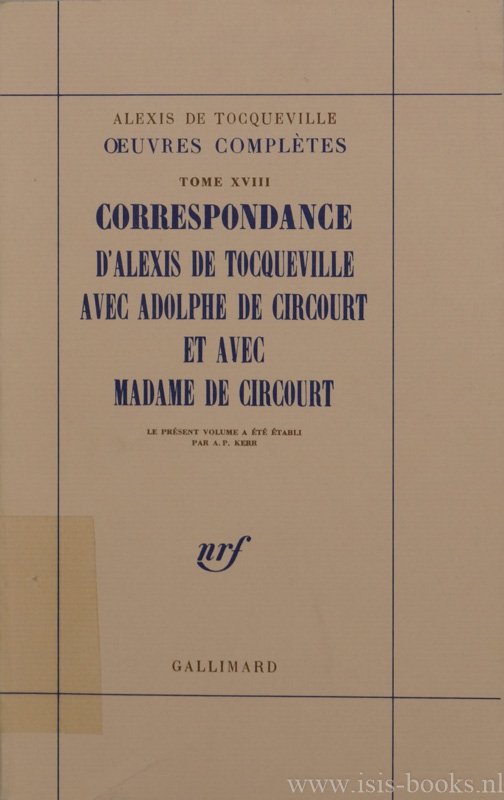 ALEXIS DE TOCQUEVILLE
ŒUVRES COMPLÈTES
TOME XVIII
CORRESPONDANCE
D'ALEXIS DE TOCQUEVILLE
AVEC ADOLPHE DE CIRCOURT
ET AVEC
MADAME DE CIRCOURT
LE PRÉSENT VOLUME A ÉTÉ ÉTABLI
PAR A. P. KERR
nrf
GALLIMARD
www.isis-books.nl